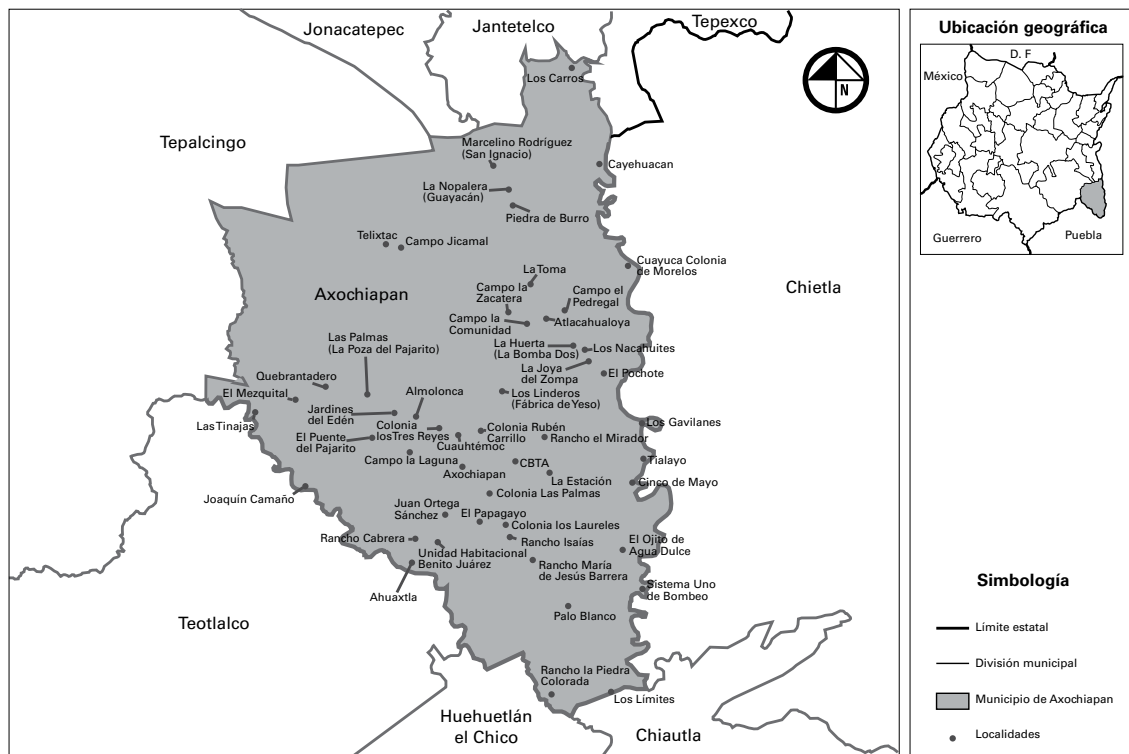 Jonacatepec
Jantetelco
Tepexco
Los Carros
N
Tepalcingo
Marcelino Rodríguez
(San Ignacio)
Cayehuacan
La Nopalera
(Guayacán)
Piedra de Burro
Telixtac
Campo Jicamal
Cuayuca Colonia
de Morelos
La Toma
Campo la
Zacatera
Campo el
Pedregal
Chietla
Axochiapan
Campo la
Comunidad
Atlacahualoya
Las Palmas
(La Poza del Pajarito)
La Huerta
(La Bomba Dos)
Los Nacahuites
La Joya
del Zompa
El Pochote
Quebrantadero
El Mezquital
Almolonca
Los Linderos
(Fábrica de Yeso)
Las Tinajas
Jardines
del Edén
Colonia
los Tres Reyes
Colonia Rubén
Carrillo
Los Gavilanes
El Puente
del Pajarito
Cuauhtémoc
Rancho el Mirador
Campo la Laguna
Axochiapan
CBTA
Tialayo
La Estación
Cinco de Mayo
Joaquín Camaño
Colonia Las Palmas
Juan Ortega
Sánchez
El Papagayo
Colonia los Laureles
Rancho Cabrera
Rancho Isaías
El Ojito de
Agua Dulce
Unidad Habitacional
Benito Juárez
Rancho María
de Jesús Barrera
Ahuaxtla
Sistema Uno
de Bombeo
Palo Blanco
Teotlalco
Rancho la Piedra
Colorada
Los Límites
Huehuetlán
el Chico
Chiautla
Ubicación geográfica
D. F
México
Guerrero
Puebla
Simbología
Límite estatal
División municipal
Municipio de Axochiapan
Localidades